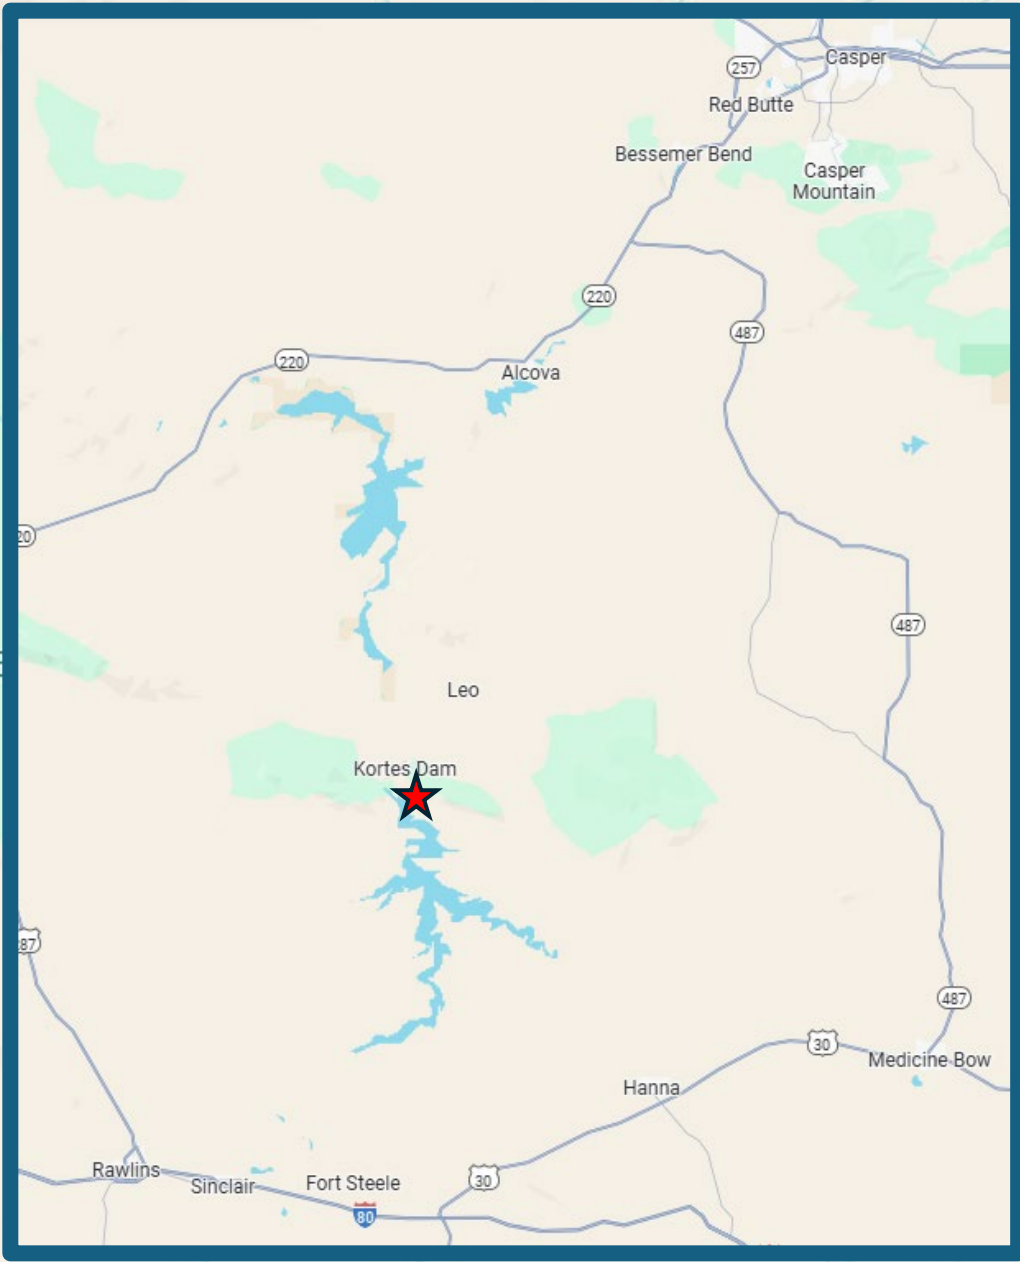 Casper
257
Red Butte
Bessemer Bend
Casper
Mountain
220
487
220
Alcova
20
487
Leo
Kortes Dam
87
487
30
Medicine Bow
Hanna
Rawlins
Sinclair
Fort Steele
30
80